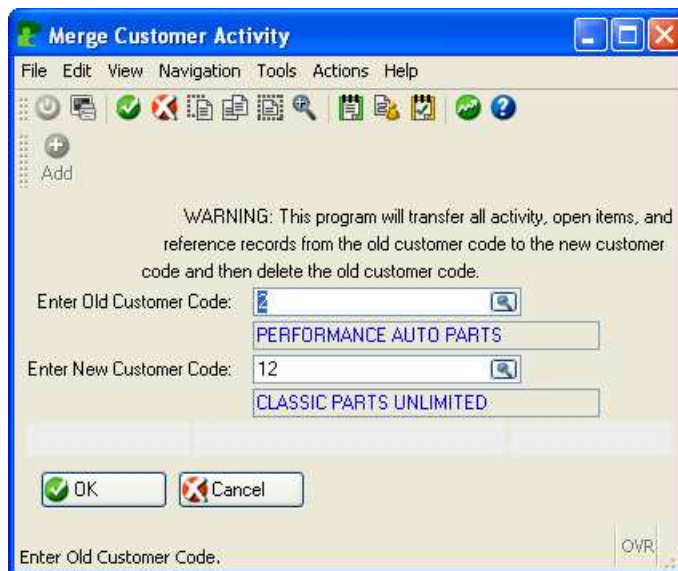 Merge Customer Activity
File Edit View Navigation Tools Actions Help
Add
WARNING: This program will transfer all activity, open items, and
reference records from the old customer code to the new customer
code and then delete the old customer code.
Enter Old Customer Code: 2
PERFORMANCE AUTO PARTS
Enter New Customer Code: 12
CLASSIC PARTS UNLIMITED
OK Cancel
Enter Old Customer Code. OVR